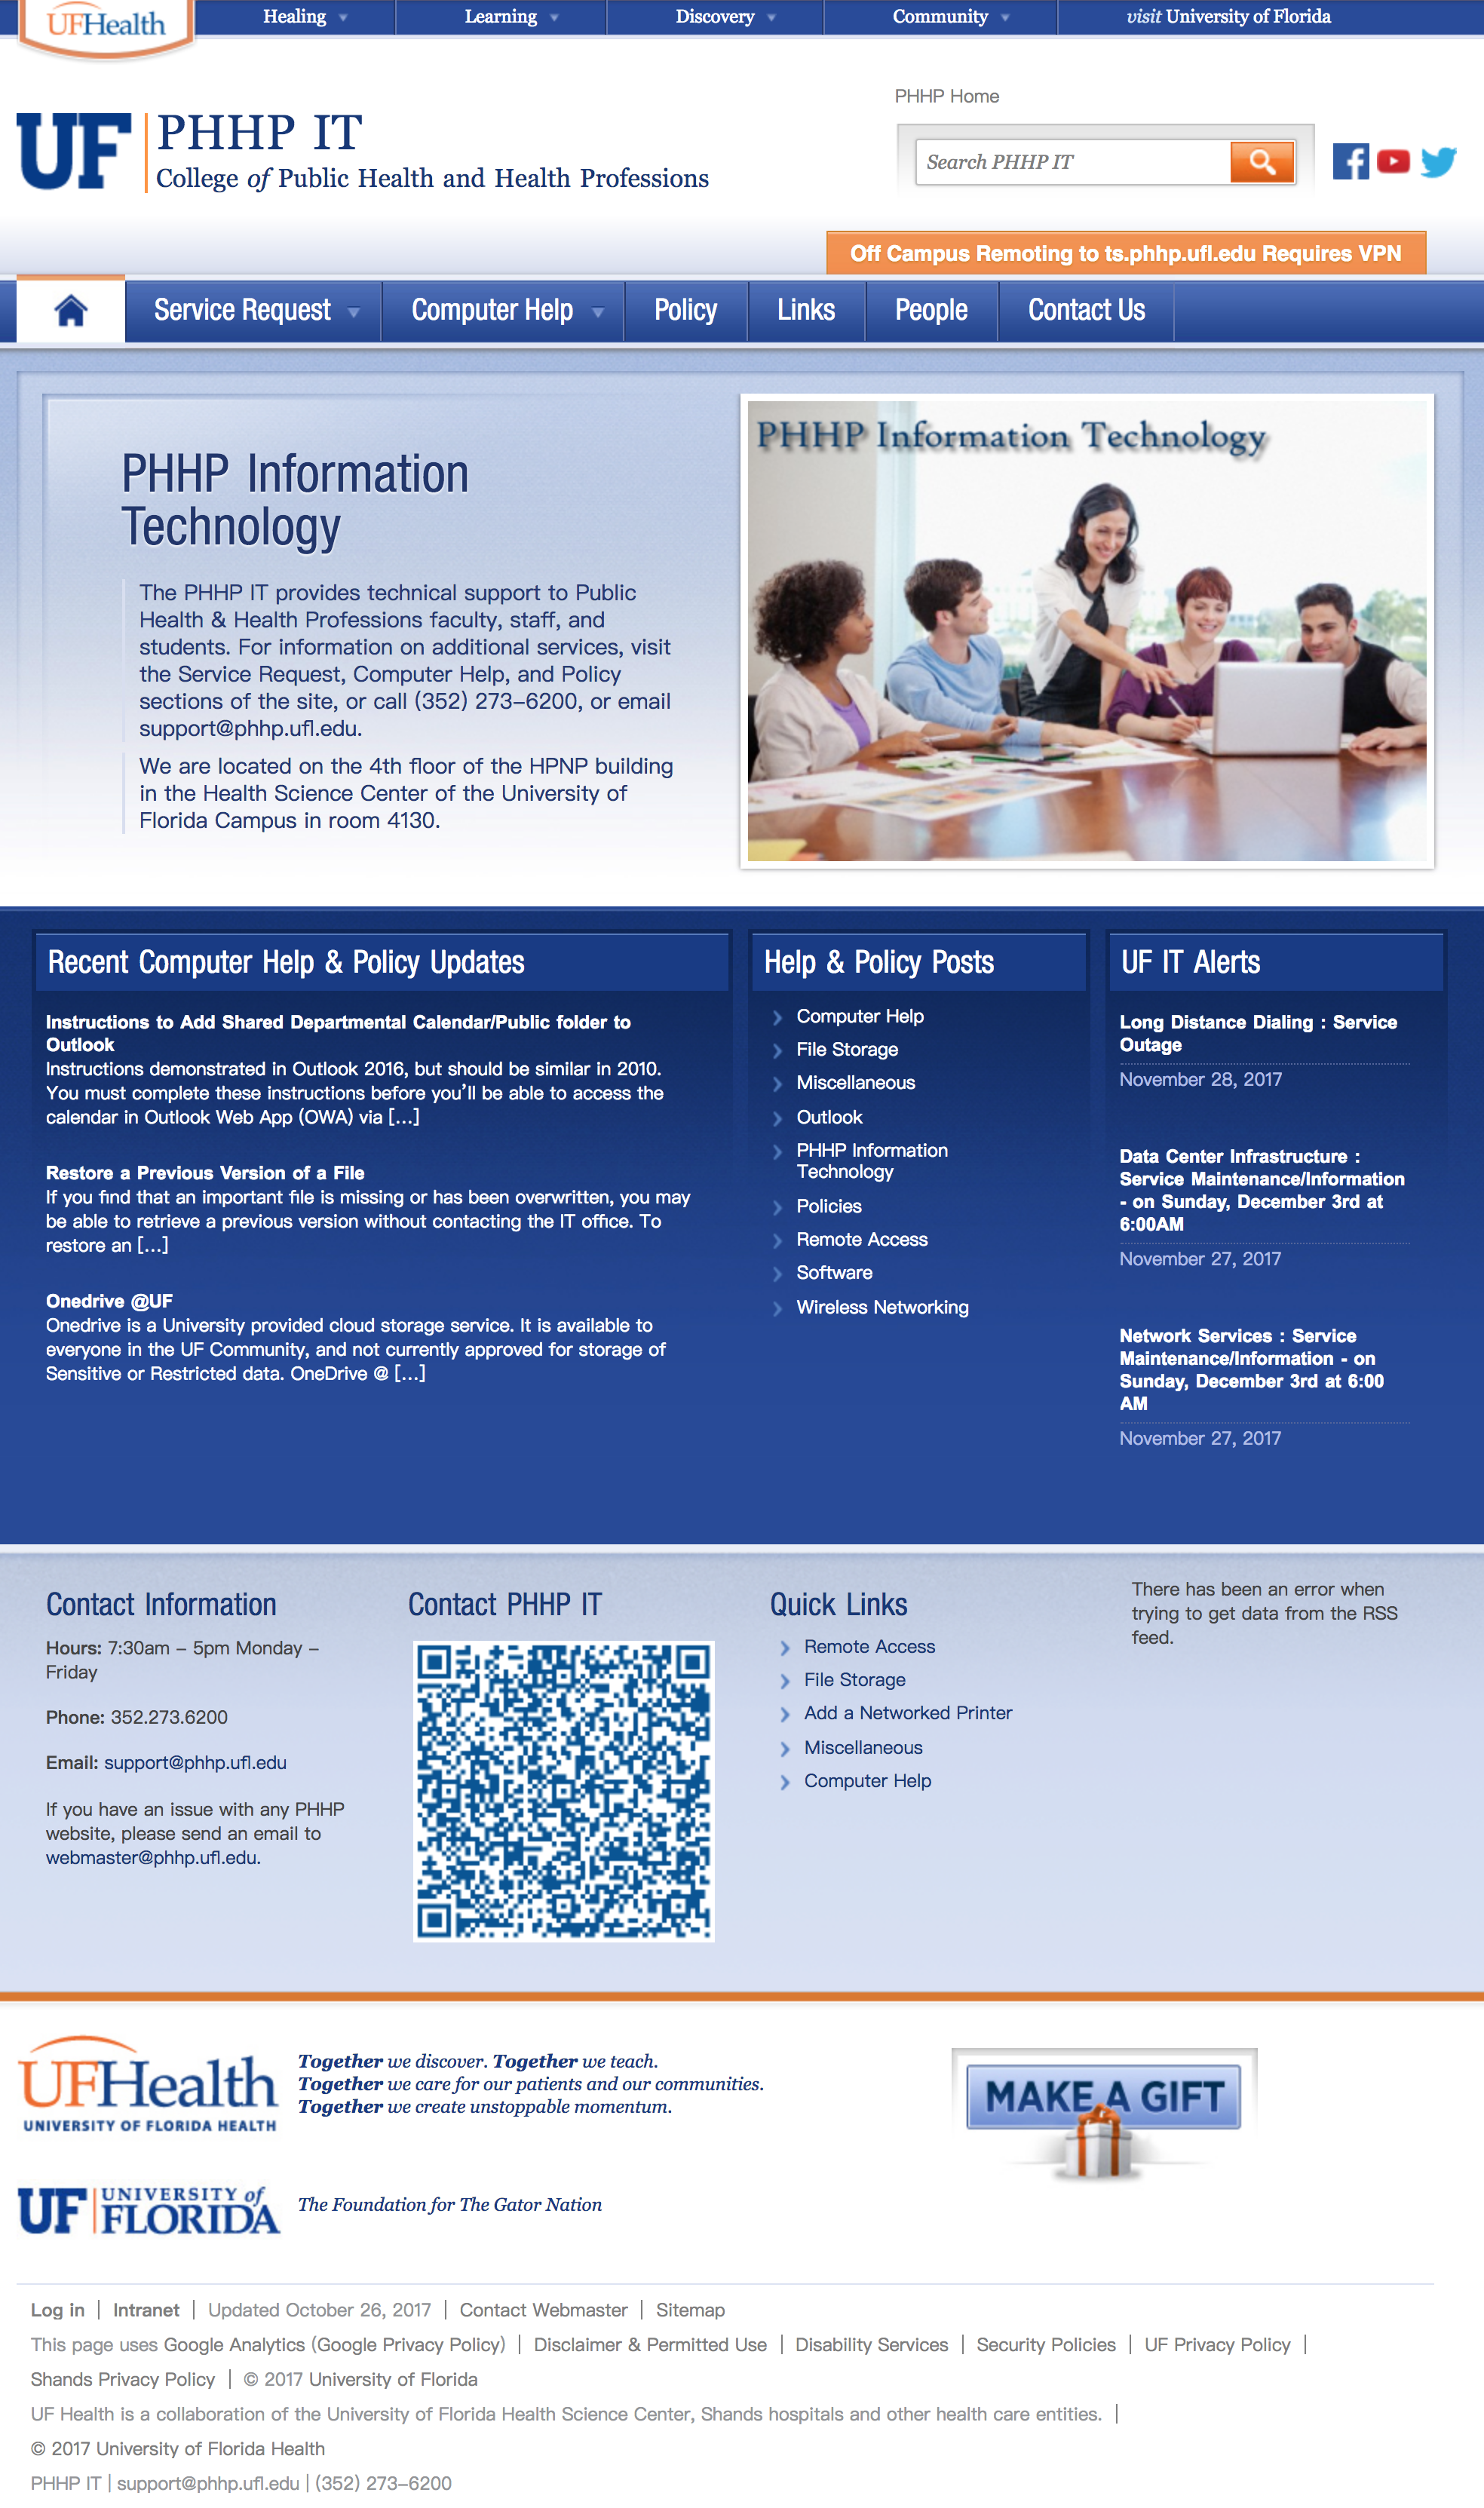 UFHealth
Healing
Learning
Discovery
Community
visit University of Florida
PHHP Home
UF
PHHP IT
College of Public Health and Health Professions
Search PHHP IT
Off Campus Remoting to ts.phhp.ufl.edu Requires VPN
Service Request
Computer Help
Policy
Links
People
Contact Us
PHHP Information
Technology
The PHHP IT provides technical support to Public
Health & Health Professions faculty, staff, and
students. For information on additional services, visit
the Service Request, Computer Help, and Policy
sections of the site, or call (352) 273-6200, or email
support@phhp.ufl.edu.
We are located on the 4th floor of the HPNP building
in the Health Science Center of the University of
Florida Campus in room 4130.
PHHP Information Technology
Recent Computer Help & Policy Updates
Instructions to Add Shared Departmental Calendar/Public folder to
Outlook
Instructions demonstrated in Outlook 2016, but should be similar in 2010.
You must complete these instructions before you'll be able to access the
calendar in Outlook Web App (OWA) via [...]
Restore a Previous Version of a File
If you find that an important file is missing or has been overwritten, you may
be able to retrieve a previous version without contacting the IT office. To
restore an [...]
Onedrive @UF
Onedrive is a University provided cloud storage service. It is available to
everyone in the UF Community, and not currently approved for storage of
Sensitive or Restricted data. OneDrive @ [...]
Help & Policy Posts
Computer Help
File Storage
Miscellaneous
Outlook
PHHP Information
Technology
Policies
Remote Access
Software
Wireless Networking
UF IT Alerts
Long Distance Dialing : Service
Outage
November 28, 2017
Data Center Infrastructure :
Service Maintenance/Information
- on Sunday, December 3rd at
6:00AM
November 27, 2017
Network Services : Service
Maintenance/Information - on
Sunday, December 3rd at 6:00
AM
November 27, 2017
Contact Information
Hours: 7:30am – 5pm Monday –
Friday
Phone: 352.273.6200
Email: support@phhp.ufl.edu
If you have an issue with any PHHP
website, please send an email to
webmaster@phhp.ufl.edu.
Contact PHHP IT
Quick Links
Remote Access
File Storage
Add a Networked Printer
Miscellaneous
Computer Help
There has been an error when
trying to get data from the RSS
feed.
UFHealth
UNIVERSITY OF FLORIDA HEALTH
Together we discover. Together we teach.
Together we care for our patients and our communities.
Together we create unstoppable momentum.
MAKE A GIFT
UF UNIVERSITY of
FLORIDA
The Foundation for The Gator Nation
Log in | Intranet | Updated October 26, 2017 | Contact Webmaster | Sitemap
This page uses Google Analytics (Google Privacy Policy) | Disclaimer & Permitted Use | Disability Services | Security Policies | UF Privacy Policy |
Shands Privacy Policy | © 2017 University of Florida
UF Health is a collaboration of the University of Florida Health Science Center, Shands hospitals and other health care entities. |
© 2017 University of Florida Health
PHHP IT | support@phhp.ufl.edu | (352) 273-6200